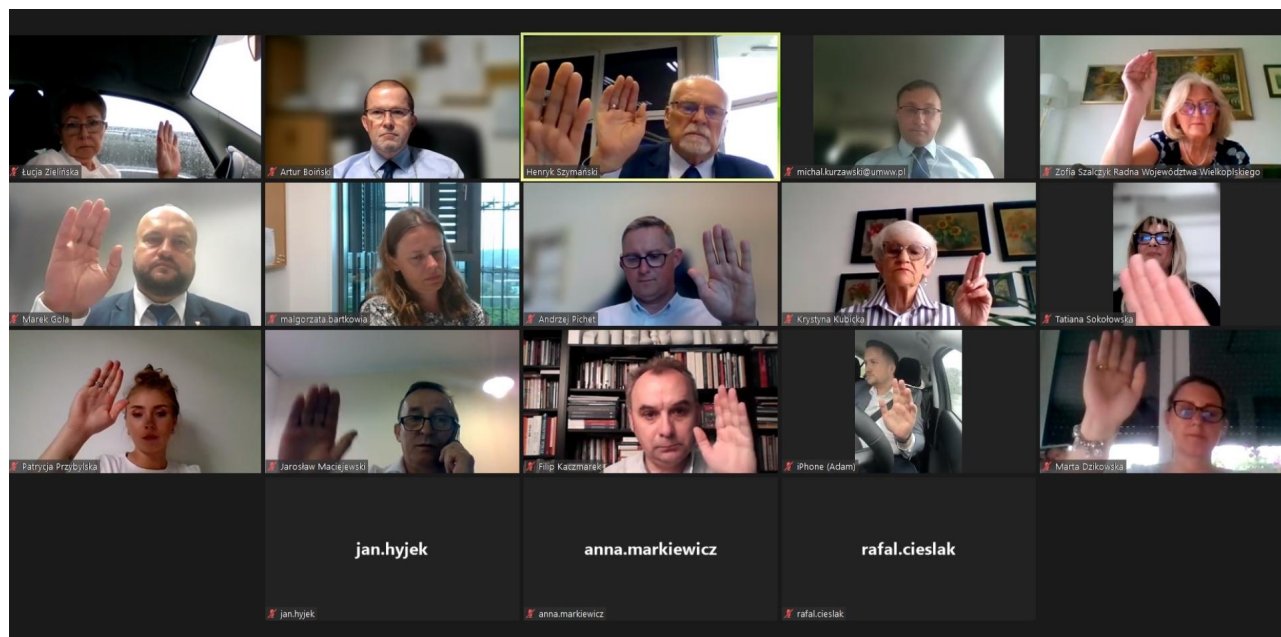 Łucja Zielińska
Artur Boiński
Henryk Szymański
michal.kurzawski@umww.pl
Zofia Szalczyk Radna Województwa Wielkoplskiego
Marek Gola
malgorzata.bartkowia
Andrzej Pichet
Krystyna Kubicka
Tatiana Sokołowska
Patrycja Przybylska
Jarosław Maciejewski
Filip Kaczmarek
iPhone (Adam)
Marta Dzikowska
jan.hyjek
anna.markiewicz
rafal.cieslak
jan.hyjek
anna.markiewicz
rafal.cieslak